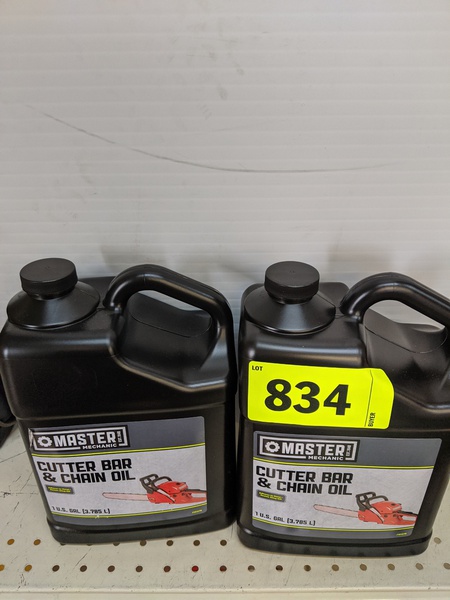 MASTER
MECHANIC
CUTTER BAR
& CHAIN OIL
1 U.S. GAL (3.785 L)
LOT
834
BUYER
MASTER
MECHANIC
CUTTER BAR
& CHAIN OIL
1 U.S. GAL (3.785 L)